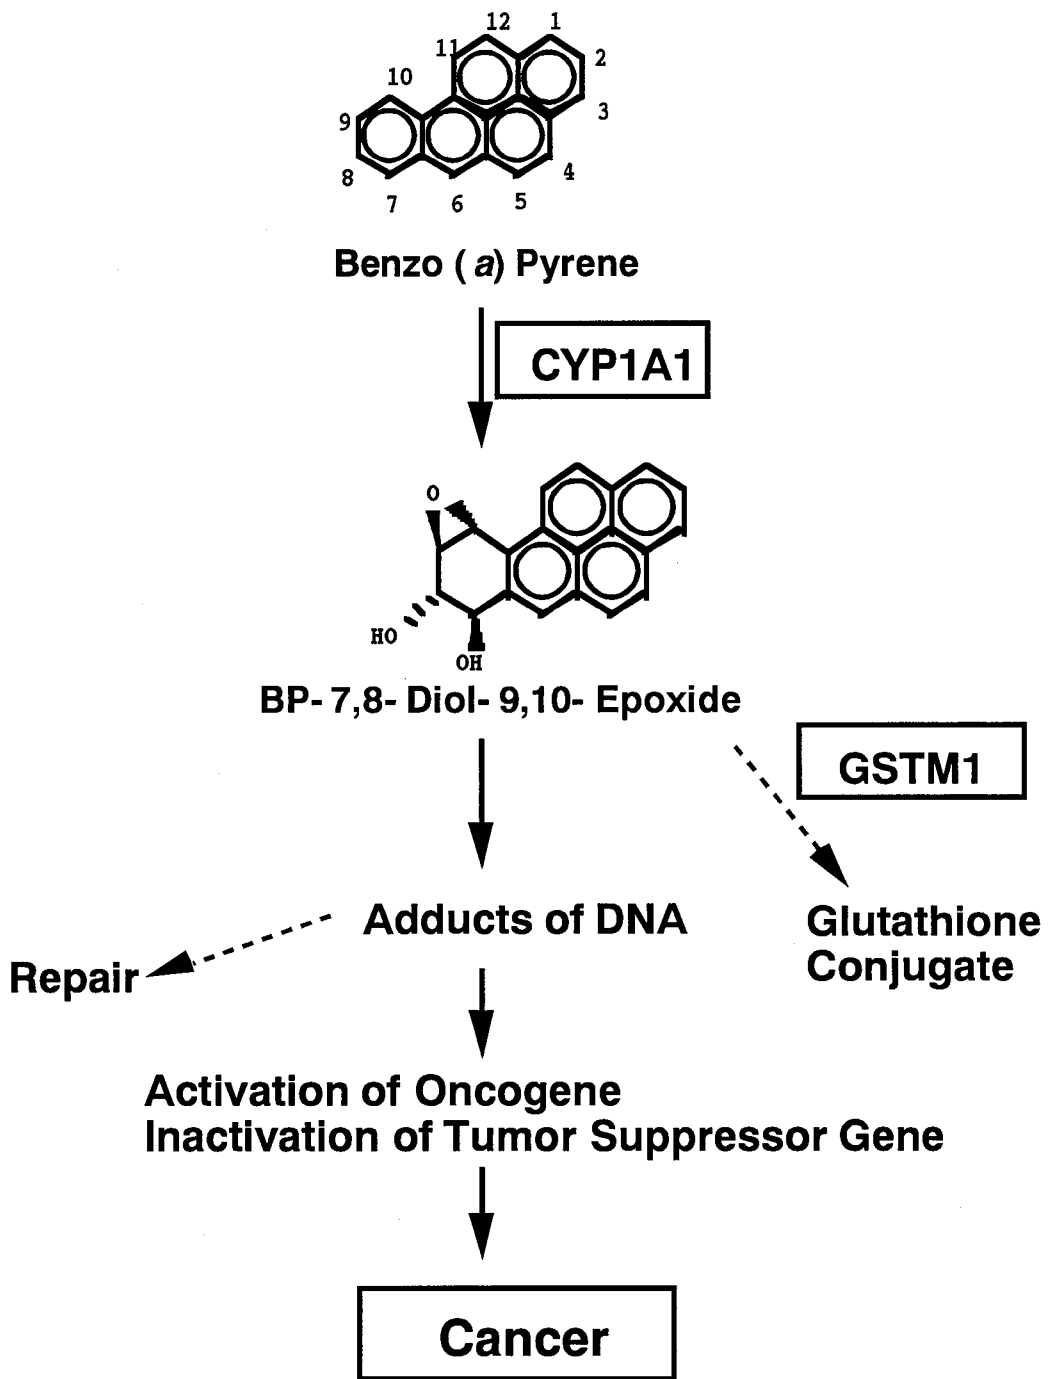 12
1
11
2
10
3
9
4
8
7
6
5
Benzo (a) Pyrene
CYP1A1
O
HO
OH
BP- 7,8- Diol- 9,10- Epoxide
GSTM1
Adducts of DNA
Glutathione
Conjugate
Repair
Activation of Oncogene
Inactivation of Tumor Suppressor Gene
Cancer